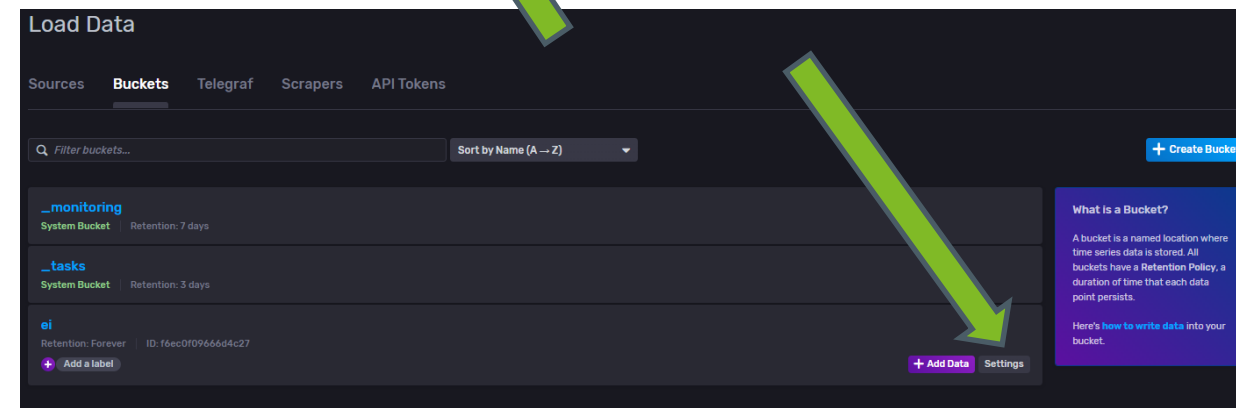 Load Data
Sources Buckets Telegraf Scrapers API Tokens
Filter buckets... Sort by Name (A → Z) + Create Bucke
_monitoring
System Bucket Retention: 7 days
_tasks
System Bucket Retention: 3 days
ei
Retention: Forever ID: f6ec0f09666d4c27
+ Add a label
+ Add Data Settings
What is a Bucket?
A bucket is a named location where
time series data is stored. All
buckets have a Retention Policy, a
duration of time that each data
point persists.
Here's how to write data into your
bucket.